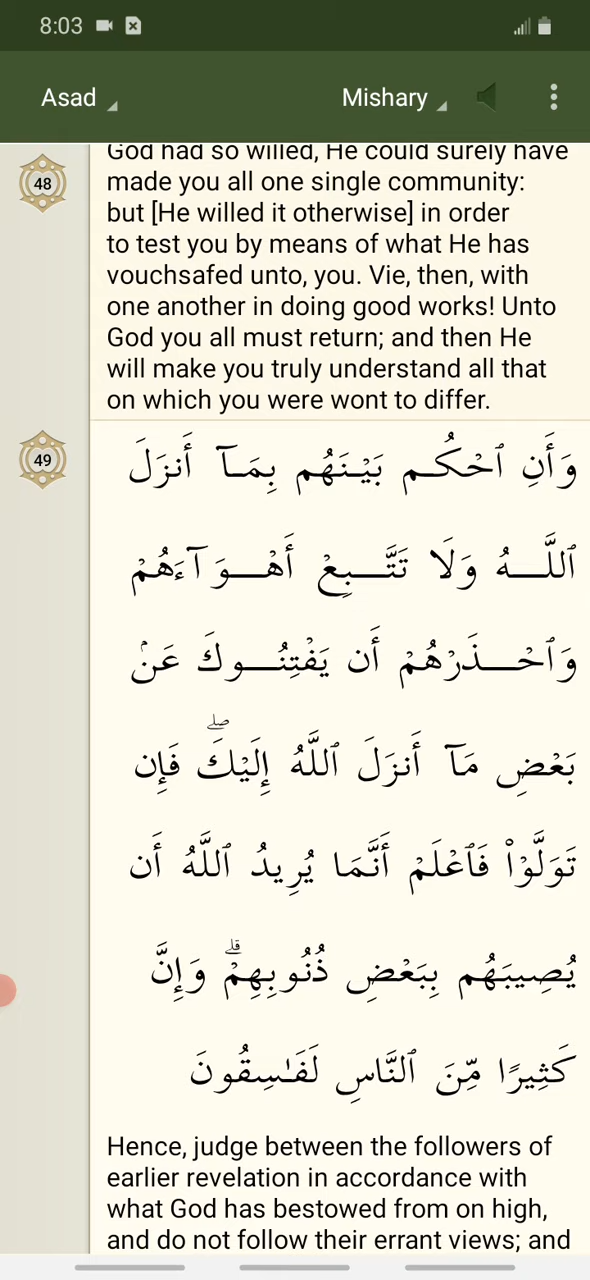 8:03
Asad
Mishary
God had so willed, He could surely have
48
made you all one single community:
but [He willed it otherwise] in order
to test you by means of what He has
vouchsafed unto, you. Vie, then, with
one another in doing good works! Unto
God you all must return; and then He
will make you truly understand all that
on which you were wont to differ.
49
وَأَنِ ٱحْكُم بَيْنَهُم بِمَآ أَنزَلَ
ٱللَّهُ وَلَا تَتَّبِعْ أَهْوَآءَهُمْ
وَٱحْذَرْهُمْ أَن يَفْتِنُوكَ عَنۢ
بَعْضِ مَآ أَنزَلَ ٱللَّهُ إِلَيْكَ ۖ فَإِن
تَوَلَّوْا۟ فَٱعْلَمْ أَنَّمَا يُرِيدُ ٱللَّهُ أَن
يُصِيبَهُم بِبَعْضِ ذُنُوبِهِمْ ۗ وَإِنَّ
كَثِيرًا مِّنَ ٱلنَّاسِ لَفَـٰسِقُونَ
Hence, judge between the followers of
earlier revelation in accordance with
what God has bestowed from on high,
and do not follow their errant views; and